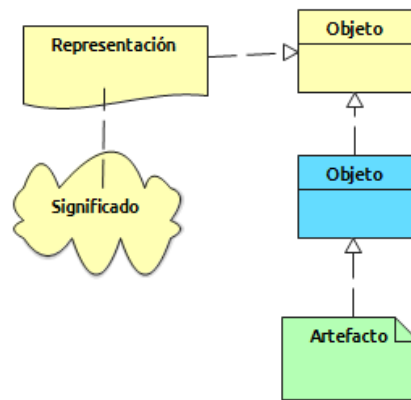 Representación
Objeto
Significado
Objeto
Artefacto